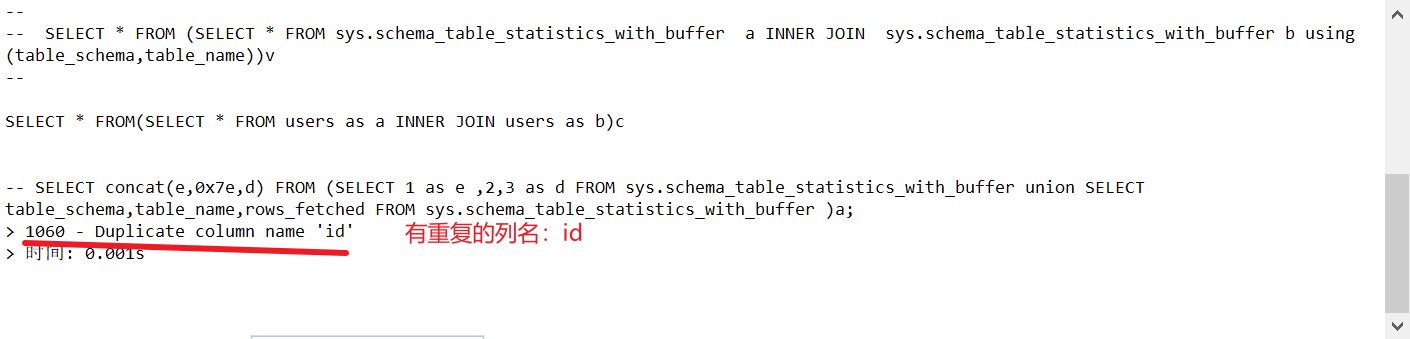 --
--  SELECT * FROM (SELECT * FROM sys.schema_table_statistics_with_buffer  a INNER JOIN  sys.schema_table_statistics_with_buffer b using
(table_schema,table_name))v
--
SELECT * FROM(SELECT * FROM users as a INNER JOIN users as b)c
-- SELECT concat(e,0x7e,d) FROM (SELECT 1 as e ,2,3 as d FROM sys.schema_table_statistics_with_buffer union SELECT
table_schema,table_name,rows_fetched FROM sys.schema_table_statistics_with_buffer )a;
> 1060 - Duplicate column name 'id'
有重复的列名：id
> 时间: 0.001s